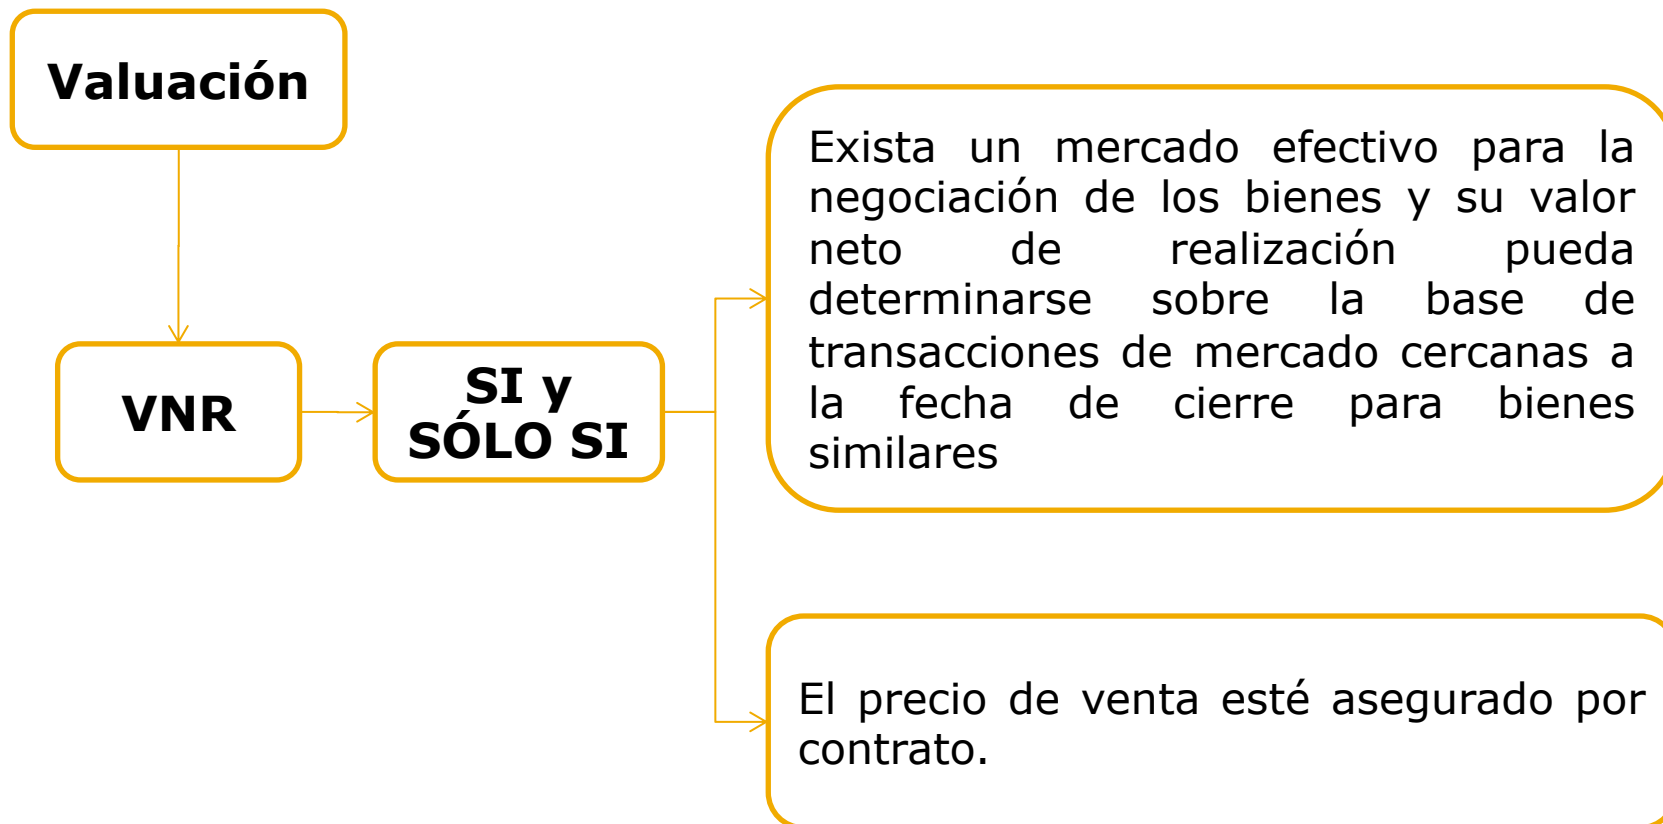 Valuación
VNR
SI y
SÓLO SI
Exista un mercado efectivo para la
negociación de los bienes y su valor
neto de realización pueda
determinarse sobre la base de
transacciones de mercado cercanas a
la fecha de cierre para bienes
similares
El precio de venta esté asegurado por
contrato.